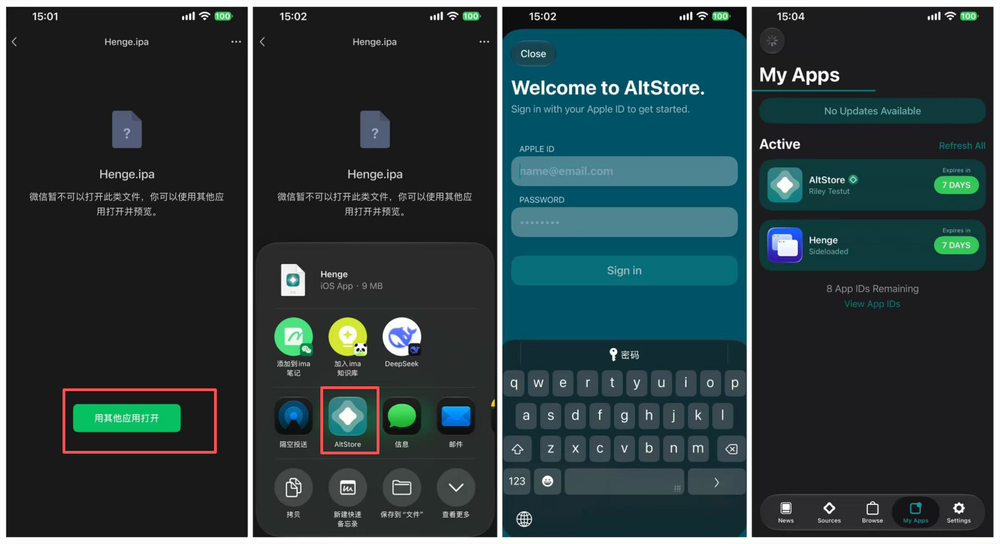 15:01
100
Henge.ipa
?
Henge.ipa
微信暂不可以打开此类文件，你可以使用其他应
用打开并预览。
用其他应用打开
15:02
100
Henge.ipa
?
Henge.ipa
微信暂不可以打开此类文件，你可以使用其他应
用打开并预览。
Henge
iOS App · 9 MB
添加到ima
笔记
加入ima
知识库
DeepSeek
隔空投送
AltStore
信息
邮件
拷贝
新建快速
备忘录
保存到"文件"
查看更多
15:02
100
Close
Welcome to AltStore.
Sign in with your Apple ID to get started.
APPLE ID
name@email.com
PASSWORD
Sign in
密码
q w e r t y u i o p
a s d f g h j k l
z x c v b n m
123
拼
15:04
100
My Apps
No Updates Available
Active
Refresh All
AltStore
Riley Testut
Expires in
7 DAYS
Henge
Sideloaded
Expires in
7 DAYS
8 App IDs Remaining
View App IDs
News
Sources
Browse
My Apps
Settings